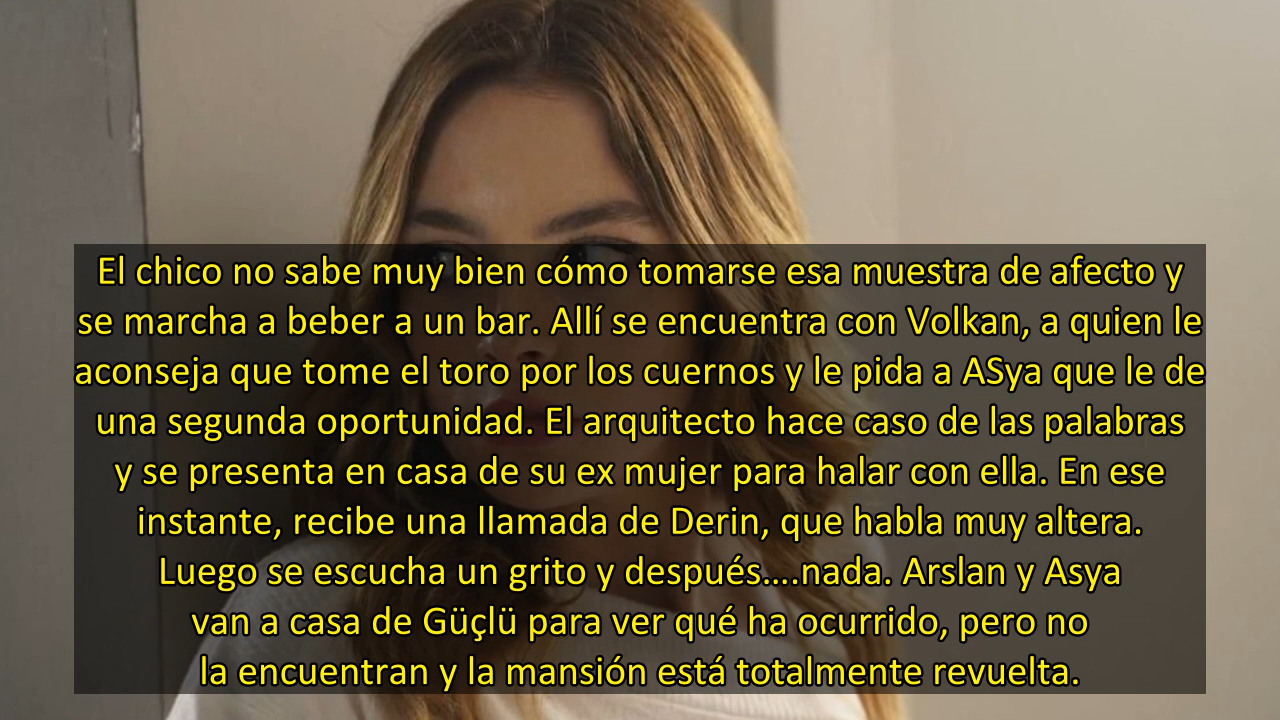 El chico no sabe muy bien cómo tomarse esa muestra de afecto y
se marcha a beber a un bar. Allí se encuentra con Volkan, a quien le
aconseja que tome el toro por los cuernos y le pida a ASya que le de
una segunda oportunidad. El arquitecto hace caso de las palabras
y se presenta en casa de su ex mujer para halar con ella. En ese
instante, recibe una llamada de Derin, que habla muy altera.
Luego se escucha un grito y después....nada. Arslan y Asya
van a casa de Güçlü para ver qué ha ocurrido, pero no
la encuentran y la mansión está totalmente revuelta.